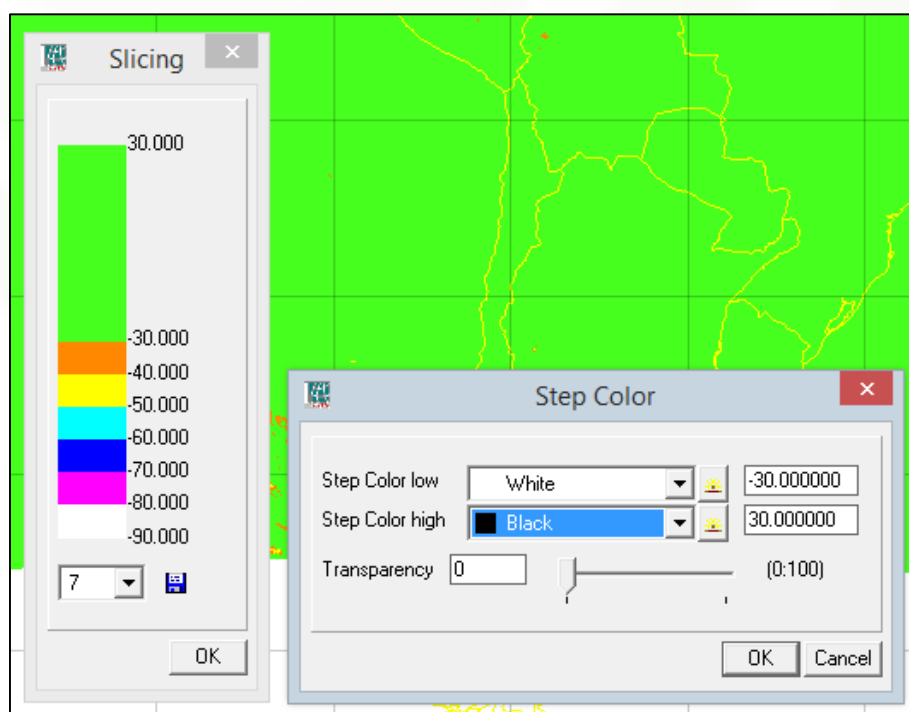 Slicing
30.000
-30.000
-40.000
-50.000
-60.000
-70.000
-80.000
-90.000
7
OK
Step Color
Step Color low White -30.000000
Step Color high Black 30.000000
Transparency 0 (0:100)
OK Cancel